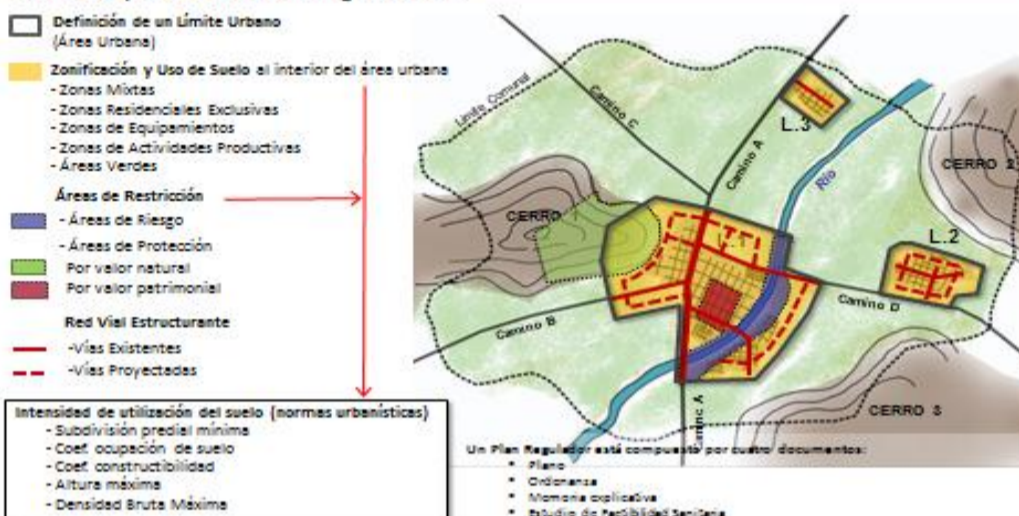 Definición de un Límite Urbano
(Área Urbana)
Zonificación y Uso de Suelo al interior del área urbana
- Zonas Mixtas
- Zonas Residenciales Exclusivas
- Zonas de Equipamientos
- Zonas de Actividades Productivas
- Áreas Verdes
Áreas de Restricción
- Áreas de Riesgo
- Áreas de Protección
Por valor natural
Por valor patrimonial
Red Vial Estructurante
-Vías Existentes
-Vías Proyectadas
Intensidad de utilización del suelo (normas urbanísticas)
- Subdivisión predial mínima
- Coef. ocupación de suelo
- Coef. constructibilidad
- Altura máxima
- Densidad Bruta Máxima
Límite Comunal
Camino C
Camino A
L.3
Río
CERRO 2
CERRO
L.2
Camino D
Camino B
CERRO 3
Camino A
Un Plan Regulador está compuesto por cuatro documentos:
• Plano
• Ordenanza
• Memoria explicativa
• Estudio de Factibilidad Sanitaria